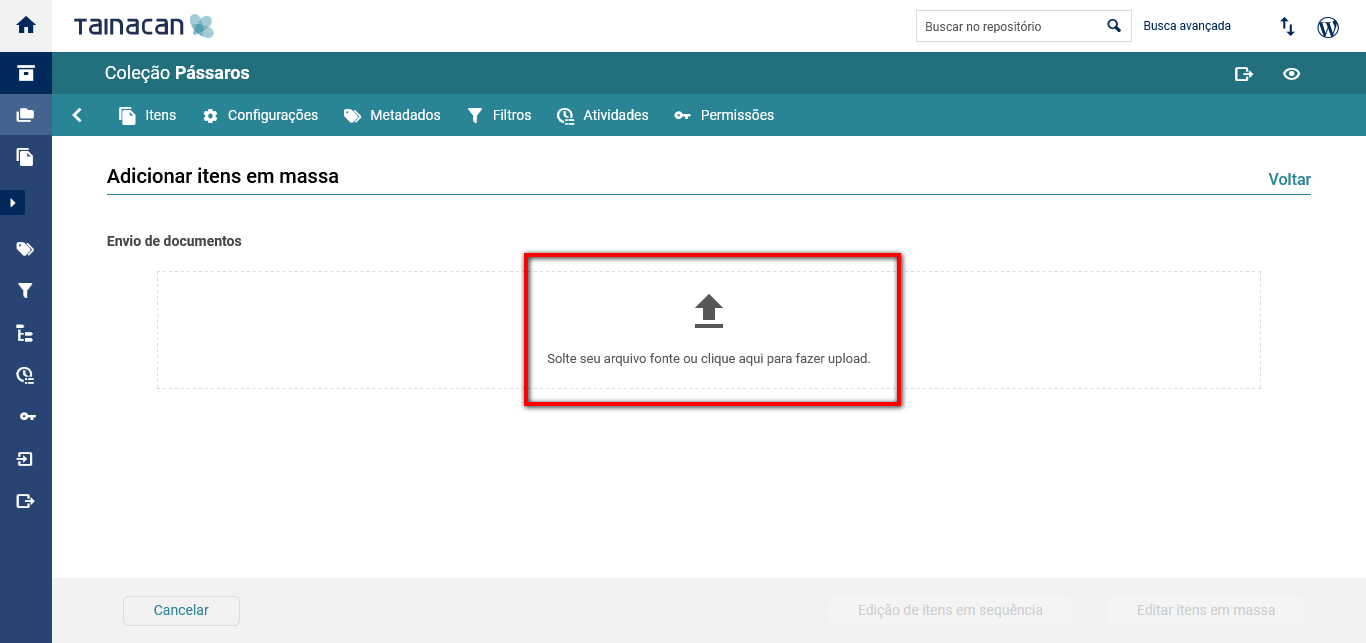 Tainacan
Buscar no repositório
Busca avançada
Coleção Pássaros
Itens
Configurações
Metadados
Filtros
Atividades
Permissões
Adicionar itens em massa
Voltar
Envio de documentos
Solte seu arquivo fonte ou clique aqui para fazer upload.
Cancelar
Edição de itens em sequência
Editar itens em massa